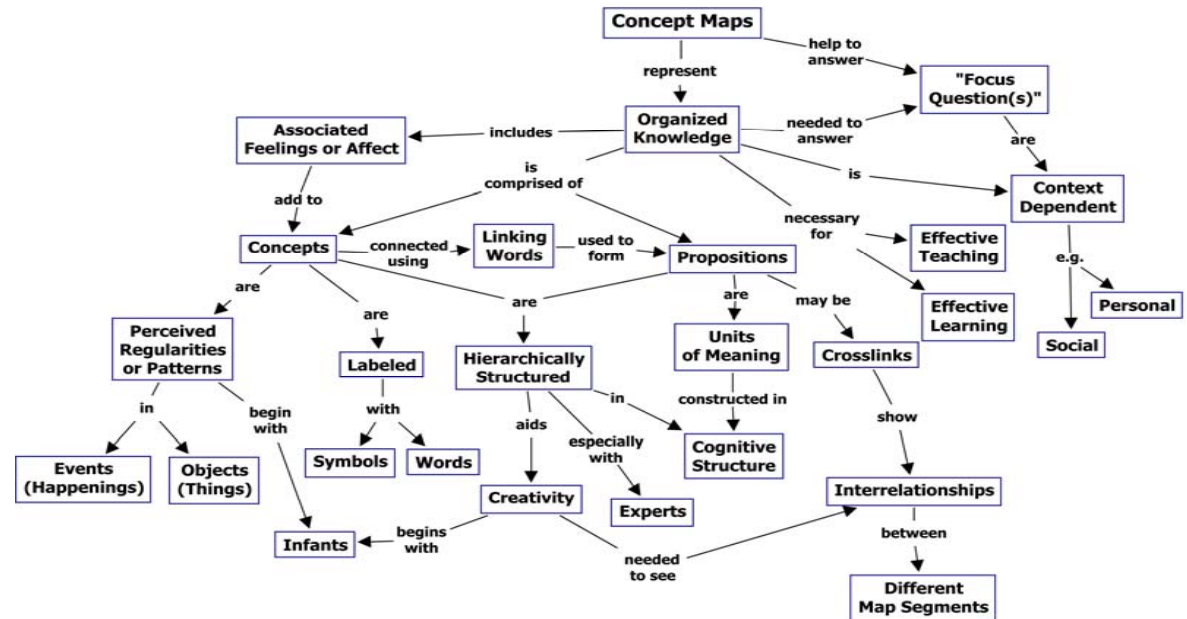 Concept Maps
help to
answer
represent
"Focus
Question(s)"
Associated
Feelings or Affect
includes
Organized
Knowledge
needed to
answer
are
is
comprised of
is
Context
Dependent
add to
necessary
for
Concepts
connected
using
Linking
Words
used to
form
Propositions
Effective
Teaching
e.g.
are
are
are
are
may be
Effective
Learning
Personal
Social
Perceived
Regularities
or Patterns
Labeled
Hierarchically
Structured
Units
of Meaning
Crosslinks
in
begin
with
with
aids
in
especially
with
constructed in
show
Events
(Happenings)
Objects
(Things)
Symbols
Words
Cognitive
Structure
Creativity
Experts
Interrelationships
Infants
begins
with
needed
to see
between
Different
Map Segments